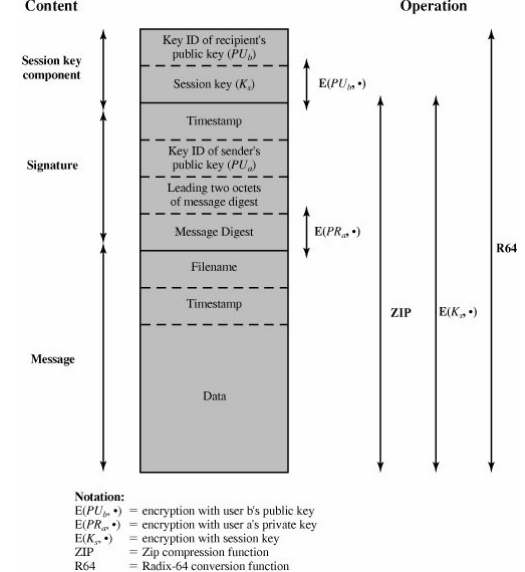 Content
Operation
Key ID of recipient's
public key (PUb)
Session key
component
Session key (Ks)
E(PUb, •)
Timestamp
Key ID of sender's
public key (PUa)
Signature
Leading two octets
of message digest
Message Digest
E(PRa, •)
R64
Filename
Timestamp
ZIP
E(Ks, •)
Message
Data
Notation:
E(PUb, •) = encryption with user b's public key
E(PRa, •) = encryption with user a's private key
E(Ks, •) = encryption with session key
ZIP = Zip compression function
R64 = Radix-64 conversion function